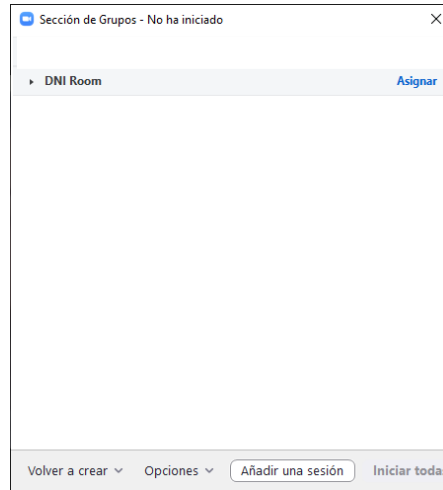 Sección de Grupos - No ha iniciado
DNI Room Asignar
Volver a crear Opciones Añadir una sesión Iniciar toda